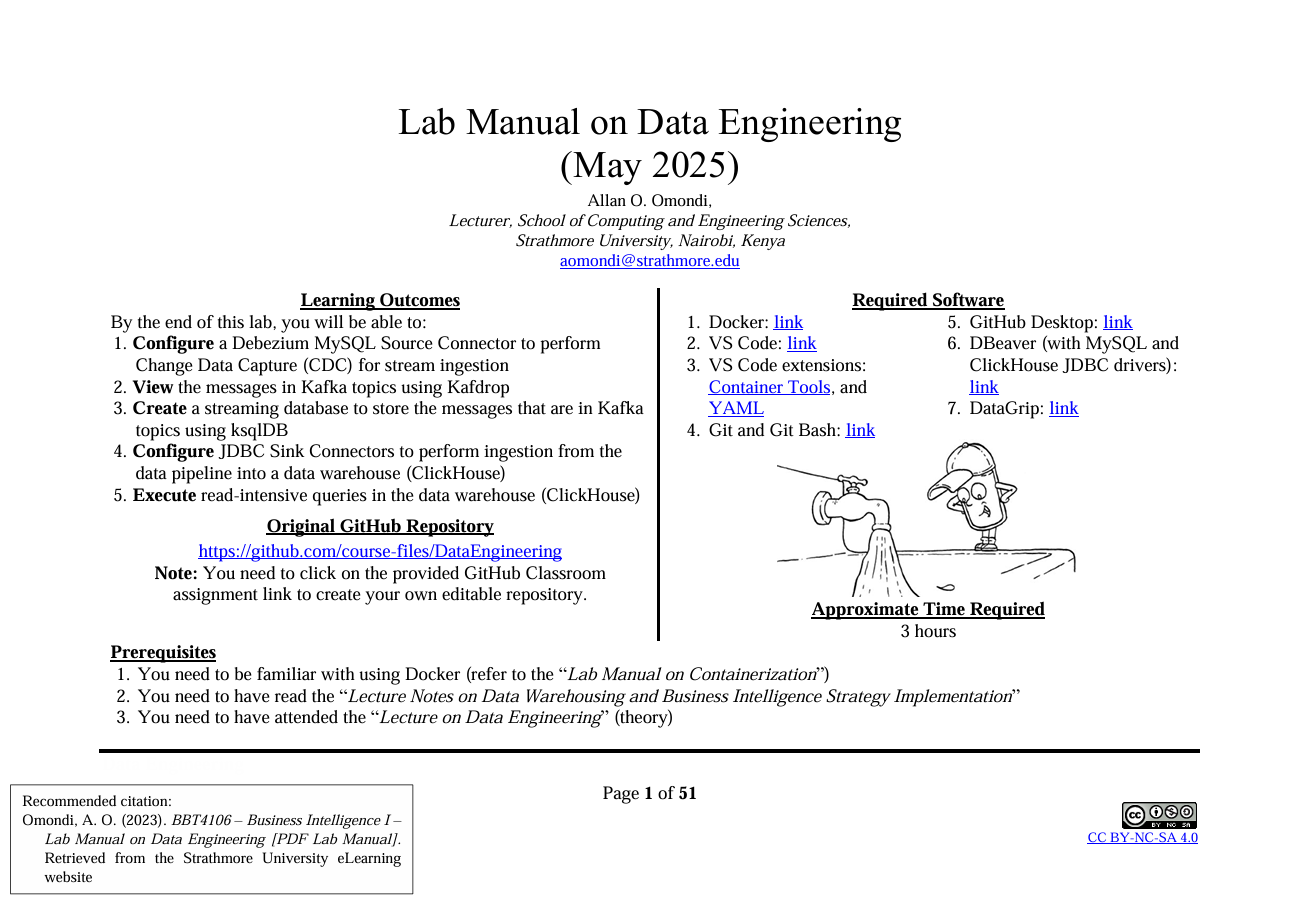 Lab Manual on Data Engineering
(May 2025)
Allan O. Omondi,
Lecturer, School of Computing and Engineering Sciences,
Strathmore University, Nairobi, Kenya
aomondi@strathmore.edu
Learning Outcomes
By the end of this lab, you will be able to:
1. Configure a Debezium MySQL Source Connector to perform
Change Data Capture (CDC) for stream ingestion
2. View the messages in Kafka topics using Kafdrop
3. Create a streaming database to store the messages that are in Kafka
topics using ksqlDB
4. Configure JDBC Sink Connectors to perform ingestion from the
data pipeline into a data warehouse (ClickHouse)
5. Execute read-intensive queries in the data warehouse (ClickHouse)
Original GitHub Repository
https://github.com/course-files/DataEngineering
Note: You need to click on the provided GitHub Classroom
assignment link to create your own editable repository.
Required Software
1. Docker: link
2. VS Code: link
3. VS Code extensions:
Container Tools, and
YAML
4. Git and Git Bash: link
5. GitHub Desktop: link
6. DBeaver (with MySQL and
ClickHouse JDBC drivers):
link
7. DataGrip: link
Approximate Time Required
3 hours
Prerequisites
1. You need to be familiar with using Docker (refer to the “Lab Manual on Containerization”)
2. You need to have read the “Lecture Notes on Data Warehousing and Business Intelligence Strategy Implementation”
3. You need to have attended the “Lecture on Data Engineering” (theory)
Page 1 of 51
Recommended citation:
Omondi, A. O. (2023). BBT4106 – Business Intelligence I –
Lab Manual on Data Engineering [PDF Lab Manual].
Retrieved from the Strathmore University eLearning
website
cc
BY NC SA
CC BY-NC-SA 4.0